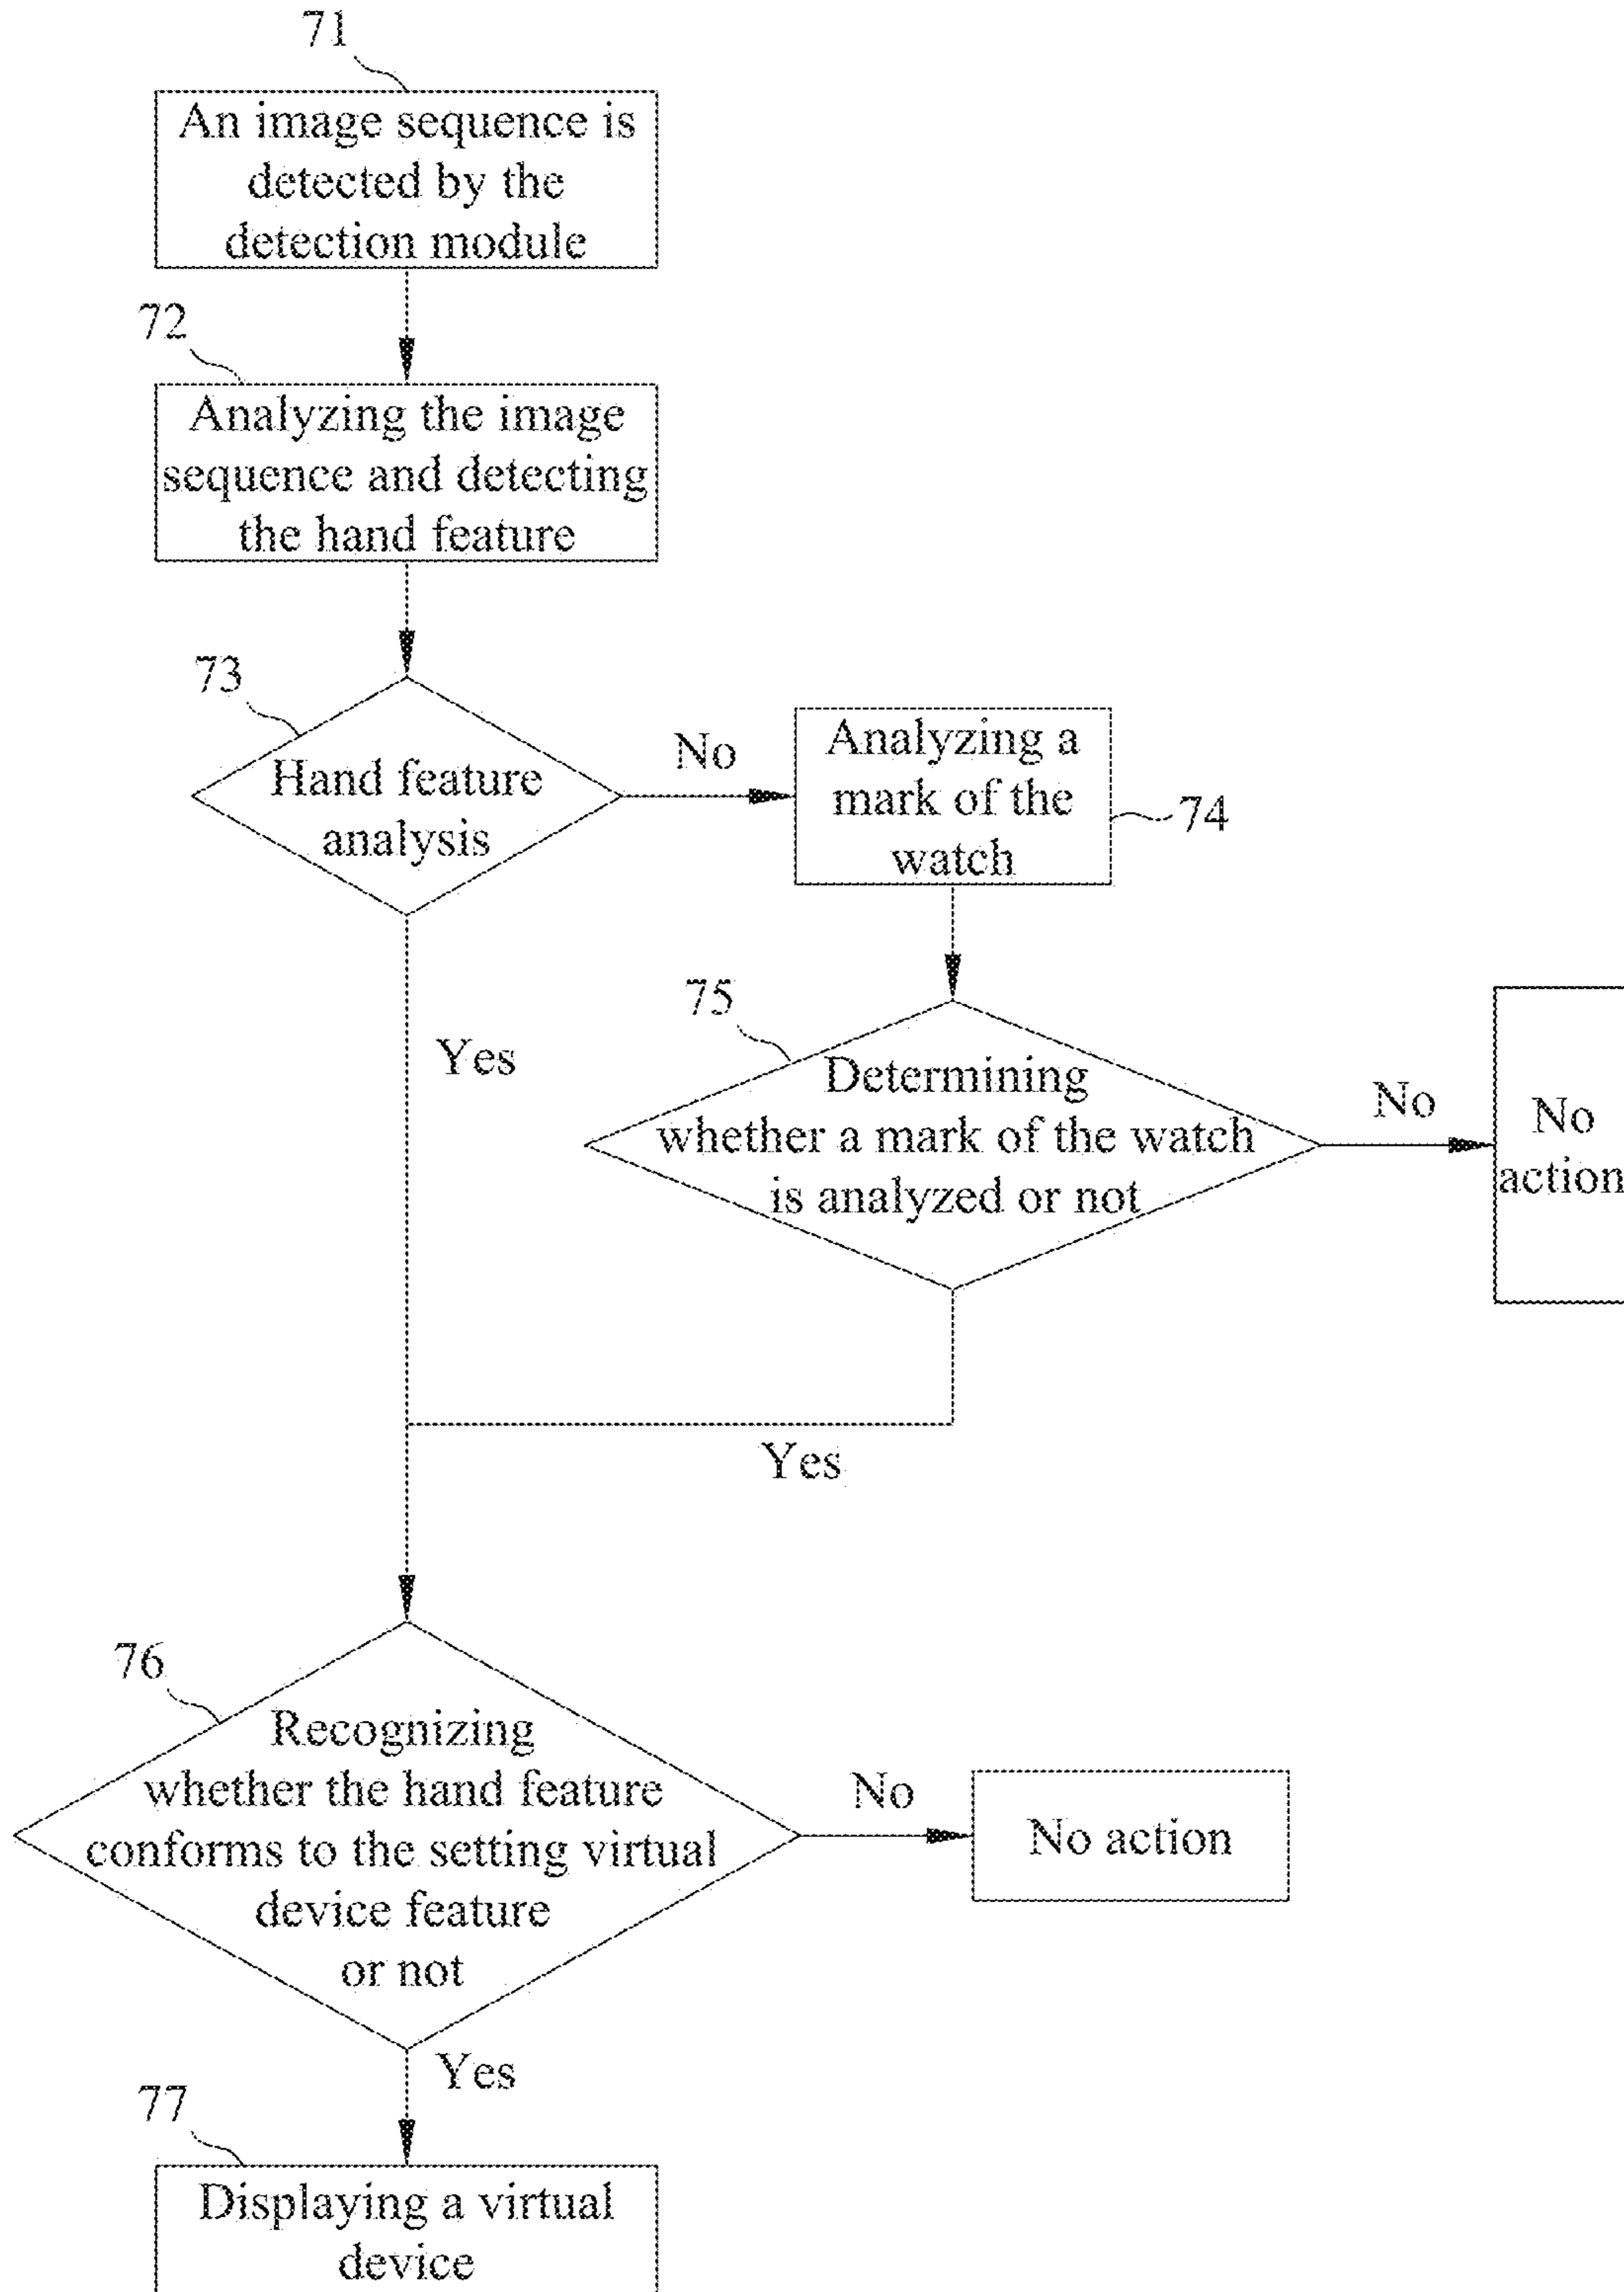 71
An image sequence is
detected by the
detection module
72
Analyzing the image
sequence and detecting
the hand feature
73
Hand feature
analysis
No
Analyzing a
mark of the
watch
74
Yes
75
Determining
whether a mark of the watch
is analyzed or not
No
No
action
Yes
76
Recognizing
whether the hand feature
conforms to the setting virtual
device feature
or not
No
No action
Yes
77
Displaying a virtual
device